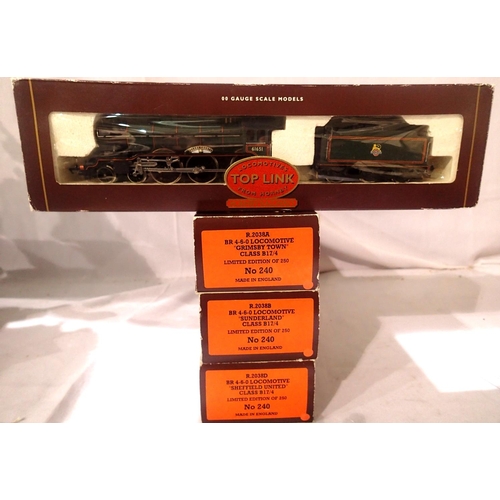 00 GAUGE SCALE MODELS
61651
LOCOMOTIVES
TOP LINK
FROM HORNBY
R.2038A
BR 4-6-0 LOCOMOTIVE
'GRIMSBY TOWN'
CLASS B17/4
LIMITED EDITION OF 250
No 240
MADE IN ENGLAND
R.2038B
BR 4-6-0 LOCOMOTIVE
'SUNDERLAND'
CLASS B17/4
LIMITED EDITION OF 250
No 240
MADE IN ENGLAND
R.2038D
BR 4-6-0 LOCOMOTIVE
'SHEFFIELD UNITED'
CLASS B17/4
LIMITED EDITION OF 250
No 240
MADE IN ENGLAND